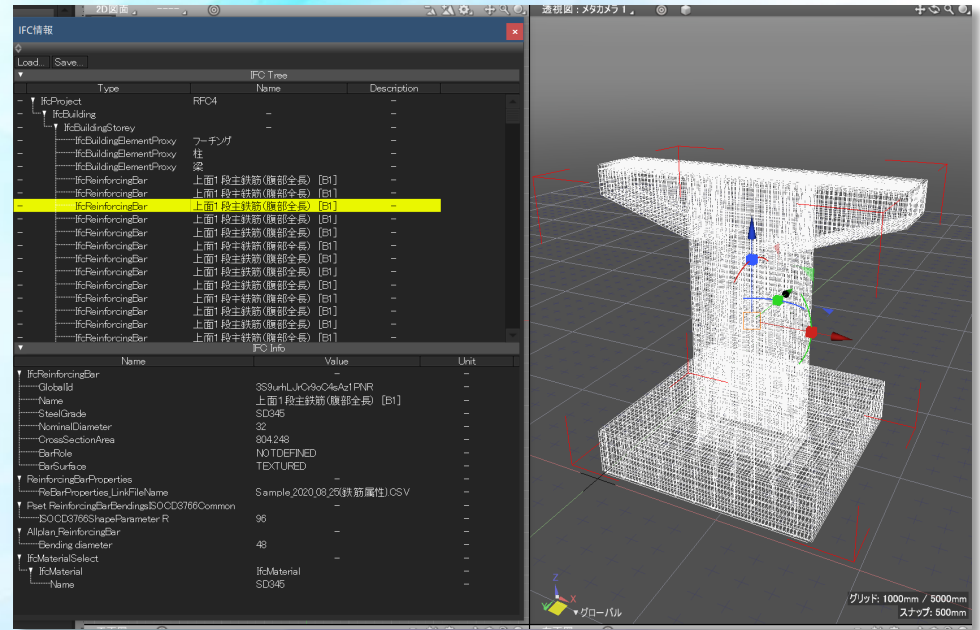 2D図面
透視図 : メタカメラ1
IFC情報
Load... Save...
IFC Tree
Type Name Description
IfcProject RFC4 –
IfcBuilding – –
IfcBuildingStorey – –
IfcBuildingElementProxy フーチング –
IfcBuildingElementProxy 柱 –
IfcBuildingElementProxy 梁 –
IfcReinforcingBar 上面1段主鉄筋(腹部全長) [B1] –
IfcReinforcingBar 上面1段主鉄筋(腹部全長) [B1] –
IfcReinforcingBar 上面1段主鉄筋(腹部全長) [B1] –
IfcReinforcingBar 上面1段主鉄筋(腹部全長) [B1] –
IfcReinforcingBar 上面1段主鉄筋(腹部全長) [B1] –
IfcReinforcingBar 上面1段主鉄筋(腹部全長) [B1] –
IfcReinforcingBar 上面1段主鉄筋(腹部全長) [B1] –
IfcReinforcingBar 上面1段主鉄筋(腹部全長) [B1] –
IfcReinforcingBar 上面1段主鉄筋(腹部全長) [B1] –
IfcReinforcingBar 上面1段主鉄筋(腹部全長) [B1] –
IfcReinforcingBar 上面1段主鉄筋(腹部全長) [B1] –
IfcReinforcingBar 上面1段主鉄筋(腹部全長) [B1] –
IfcReinforcingBar 上面1段主鉄筋(腹部全長) [B1] –
IFC Info
Name Value Unit
IfcReinforcingBar – –
GlobalId 3S9urhLJrCr9oC4sAz1PNR –
Name 上面1段主鉄筋(腹部全長) [B1] –
SteelGrade SD345 –
NominalDiameter 32 –
CrossSectionArea 804.248 –
BarRole NOTDEFINED –
BarSurface TEXTURED –
ReinforcingBarProperties – –
ReBarProperties_LinkFileName Sample_2020_08_25(鉄筋属性).CSV –
Pset ReinforcingBarBendingsISOCD3766Common – –
ISOCD3766ShapeParameter R 96 –
Allplan_ReinforcingBar – –
Bending diameter 48 –
IfcMaterialSelect – –
IfcMaterial IfcMaterial –
Name SD345 –
Z
X
Y
グローバル
グリッド: 1000mm / 5000mm
スナップ: 500mm